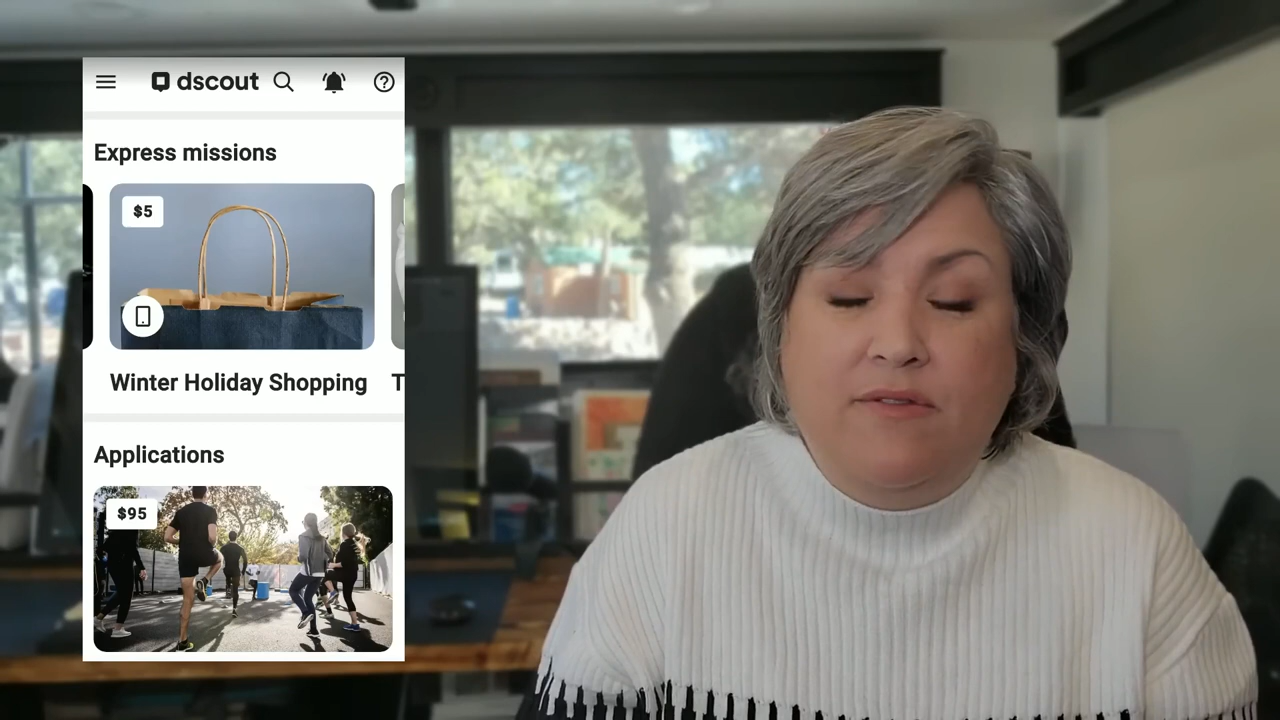 dscout
Express missions
$5
Winter Holiday Shopping
T
Applications
$95